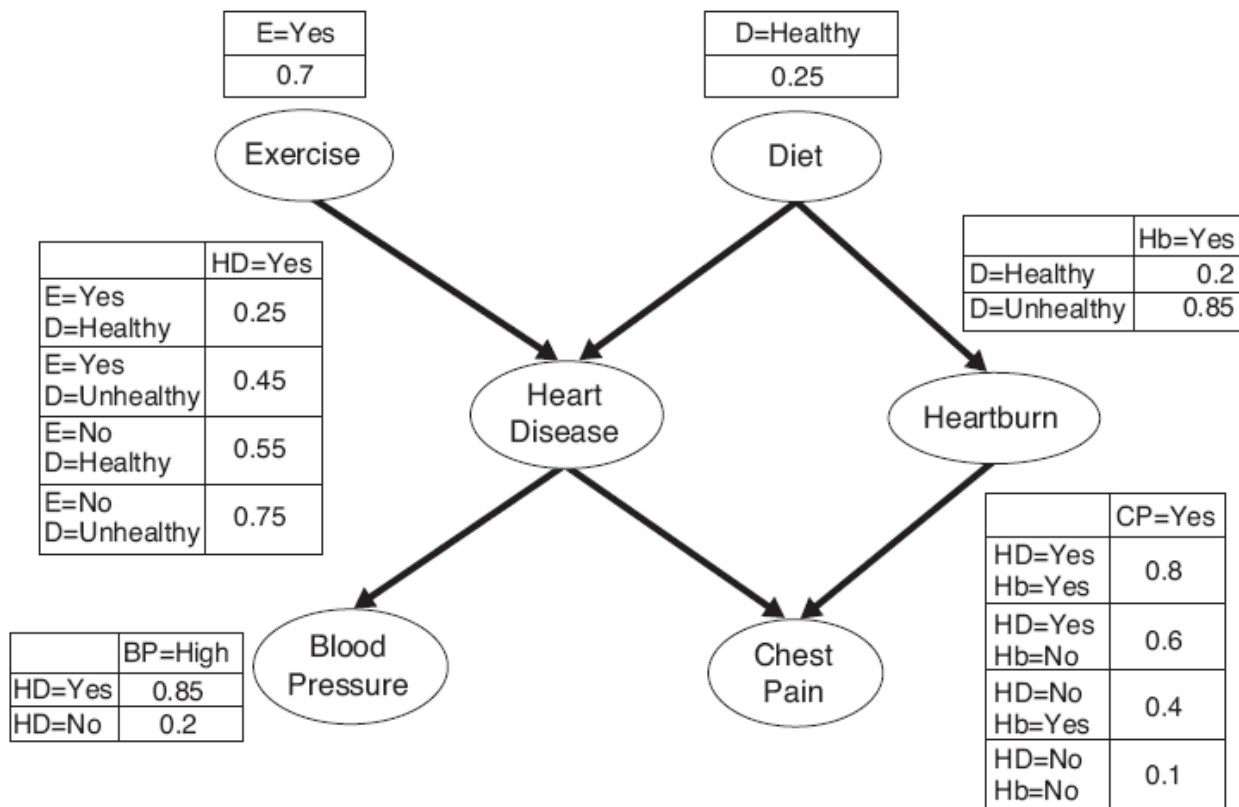 E=Yes
0.7
D=Healthy
0.25
Exercise
Diet
HD=Yes
E=Yes
D=Healthy
0.25
E=Yes
D=Unhealthy
0.45
E=No
D=Healthy
0.55
E=No
D=Unhealthy
0.75
Hb=Yes
D=Healthy 0.2
D=Unhealthy 0.85
Heart
Disease
Heartburn
CP=Yes
HD=Yes
Hb=Yes
0.8
HD=Yes
Hb=No
0.6
HD=No
Hb=Yes
0.4
HD=No
Hb=No
0.1
BP=High
HD=Yes 0.85
HD=No 0.2
Blood
Pressure
Chest
Pain